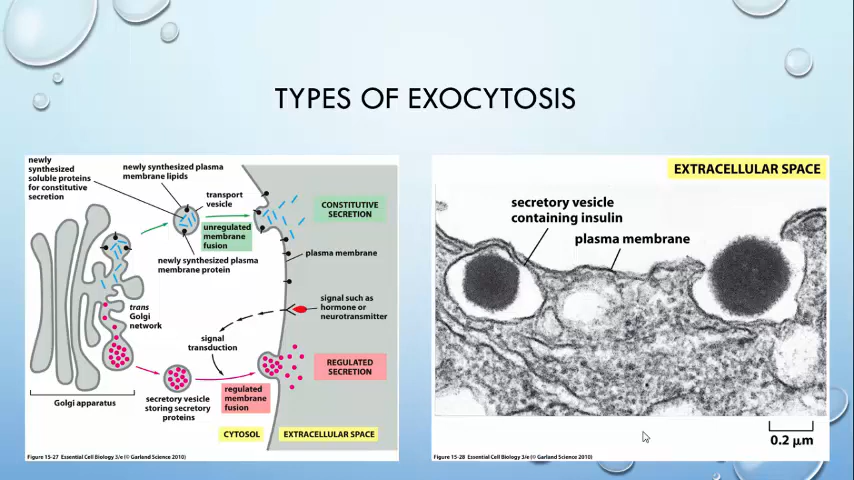 TYPES OF EXOCYTOSIS
newly
synthesized
soluble proteins
for constitutive
secretion
newly synthesized plasma
membrane lipids
transport
vesicle
unregulated
membrane
fusion
CONSTITUTIVE
SECRETION
newly synthesized plasma
membrane protein
plasma membrane
trans
Golgi
network
signal such as
hormone or
neurotransmitter
signal
transduction
REGULATED
SECRETION
regulated
membrane
fusion
Golgi apparatus
secretory vesicle
storing secretory
proteins
CYTOSOL
EXTRACELLULAR SPACE
Figure 15-27 Essential Cell Biology 3/e (© Garland Science 2010)
EXTRACELLULAR SPACE
secretory vesicle
containing insulin
plasma membrane
0.2 μm
Figure 15-28 Essential Cell Biology 3/e (© Garland Science 2010)